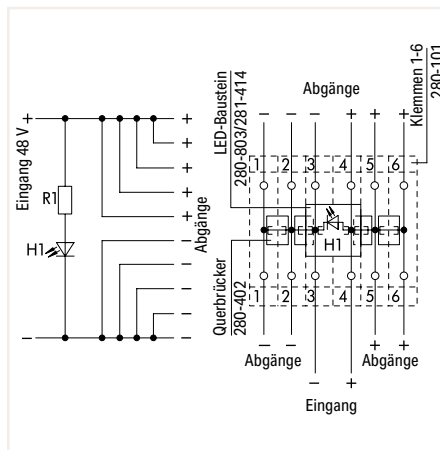 Eingang 48 V
+
R1
H1
–
+
+
+
+
+
–
–
–
–
–
Abgänge
LED-Baustein
280-803/281-414
Querbrücker
280-402
Klemmen 1-6
280-101
Abgänge
– – – + + +
1 2 3 4 5 6
H1
1 2 3 4 5 6
Abgänge Abgänge
– – + +
– +
Eingang